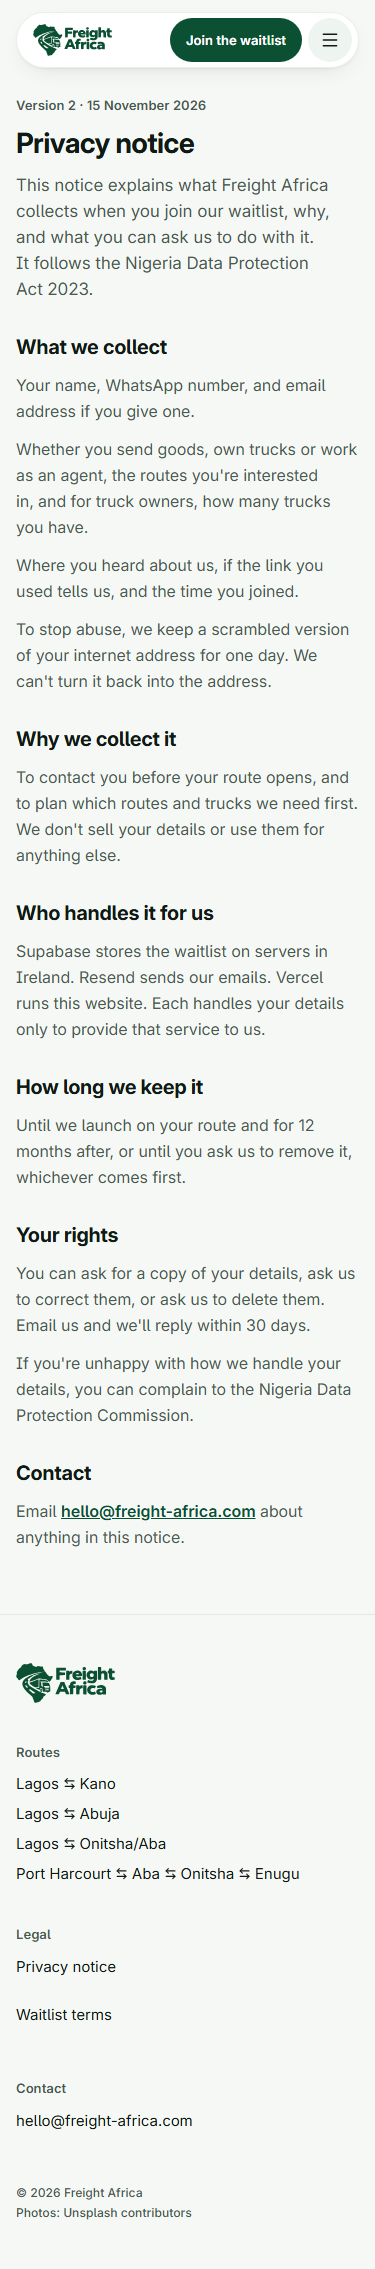 Freight
Africa
Join the waitlist
Version 2 · 15 November 2026
Privacy notice
This notice explains what Freight Africa
collects when you join our waitlist, why,
and what you can ask us to do with it.
It follows the Nigeria Data Protection
Act 2023.
What we collect
Your name, WhatsApp number, and email
address if you give one.
Whether you send goods, own trucks or work
as an agent, the routes you're interested
in, and for truck owners, how many trucks
you have.
Where you heard about us, if the link you
used tells us, and the time you joined.
To stop abuse, we keep a scrambled version
of your internet address for one day. We
can't turn it back into the address.
Why we collect it
To contact you before your route opens, and
to plan which routes and trucks we need first.
We don't sell your details or use them for
anything else.
Who handles it for us
Supabase stores the waitlist on servers in
Ireland. Resend sends our emails. Vercel
runs this website. Each handles your details
only to provide that service to us.
How long we keep it
Until we launch on your route and for 12
months after, or until you ask us to remove it,
whichever comes first.
Your rights
You can ask for a copy of your details, ask us
to correct them, or ask us to delete them.
Email us and we'll reply within 30 days.
If you're unhappy with how we handle your
details, you can complain to the Nigeria Data
Protection Commission.
Contact
Email hello@freight-africa.com about
anything in this notice.
Freight
Africa
Routes
Lagos ⇆ Kano
Lagos ⇆ Abuja
Lagos ⇆ Onitsha/Aba
Port Harcourt ⇆ Aba ⇆ Onitsha ⇆ Enugu
Legal
Privacy notice
Waitlist terms
Contact
hello@freight-africa.com
© 2026 Freight Africa
Photos: Unsplash contributors